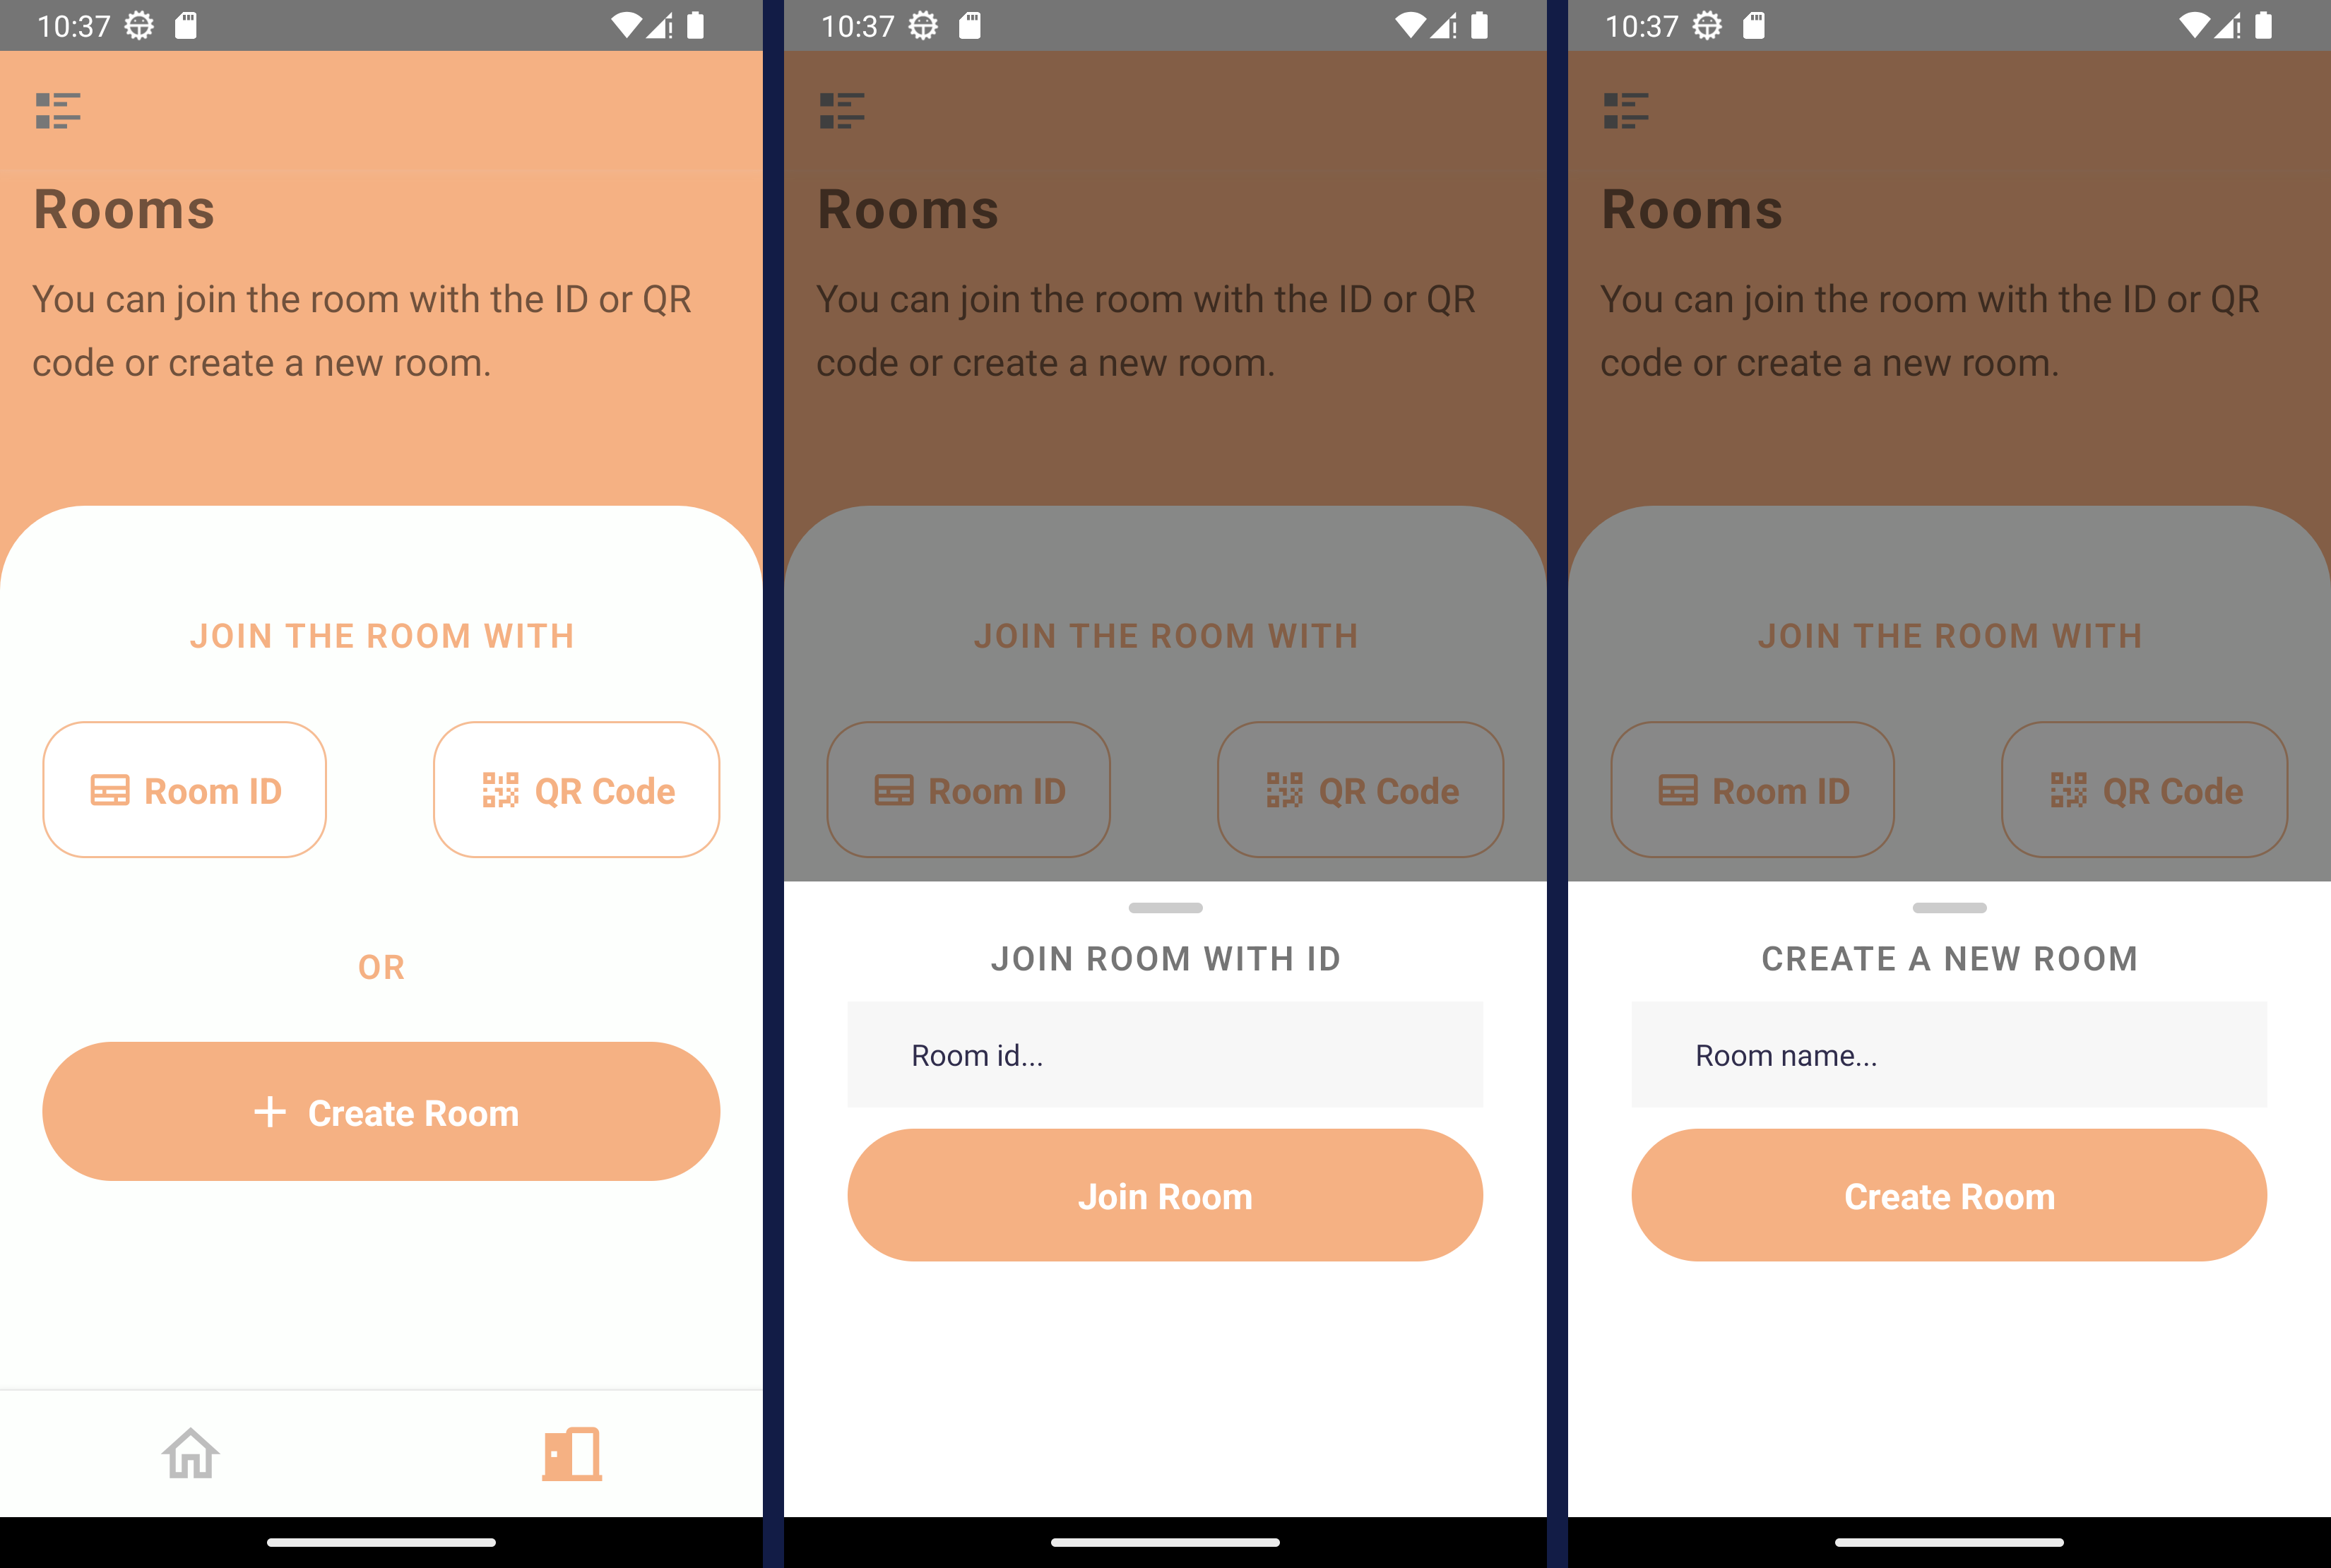 10:37
Rooms
You can join the room with the ID or QR
code or create a new room.
JOIN THE ROOM WITH
Room ID
QR Code
OR
Create Room
10:37
Rooms
You can join the room with the ID or QR
code or create a new room.
JOIN THE ROOM WITH
Room ID
QR Code
JOIN ROOM WITH ID
Room id...
Join Room
10:37
Rooms
You can join the room with the ID or QR
code or create a new room.
JOIN THE ROOM WITH
Room ID
QR Code
CREATE A NEW ROOM
Room name...
Create Room